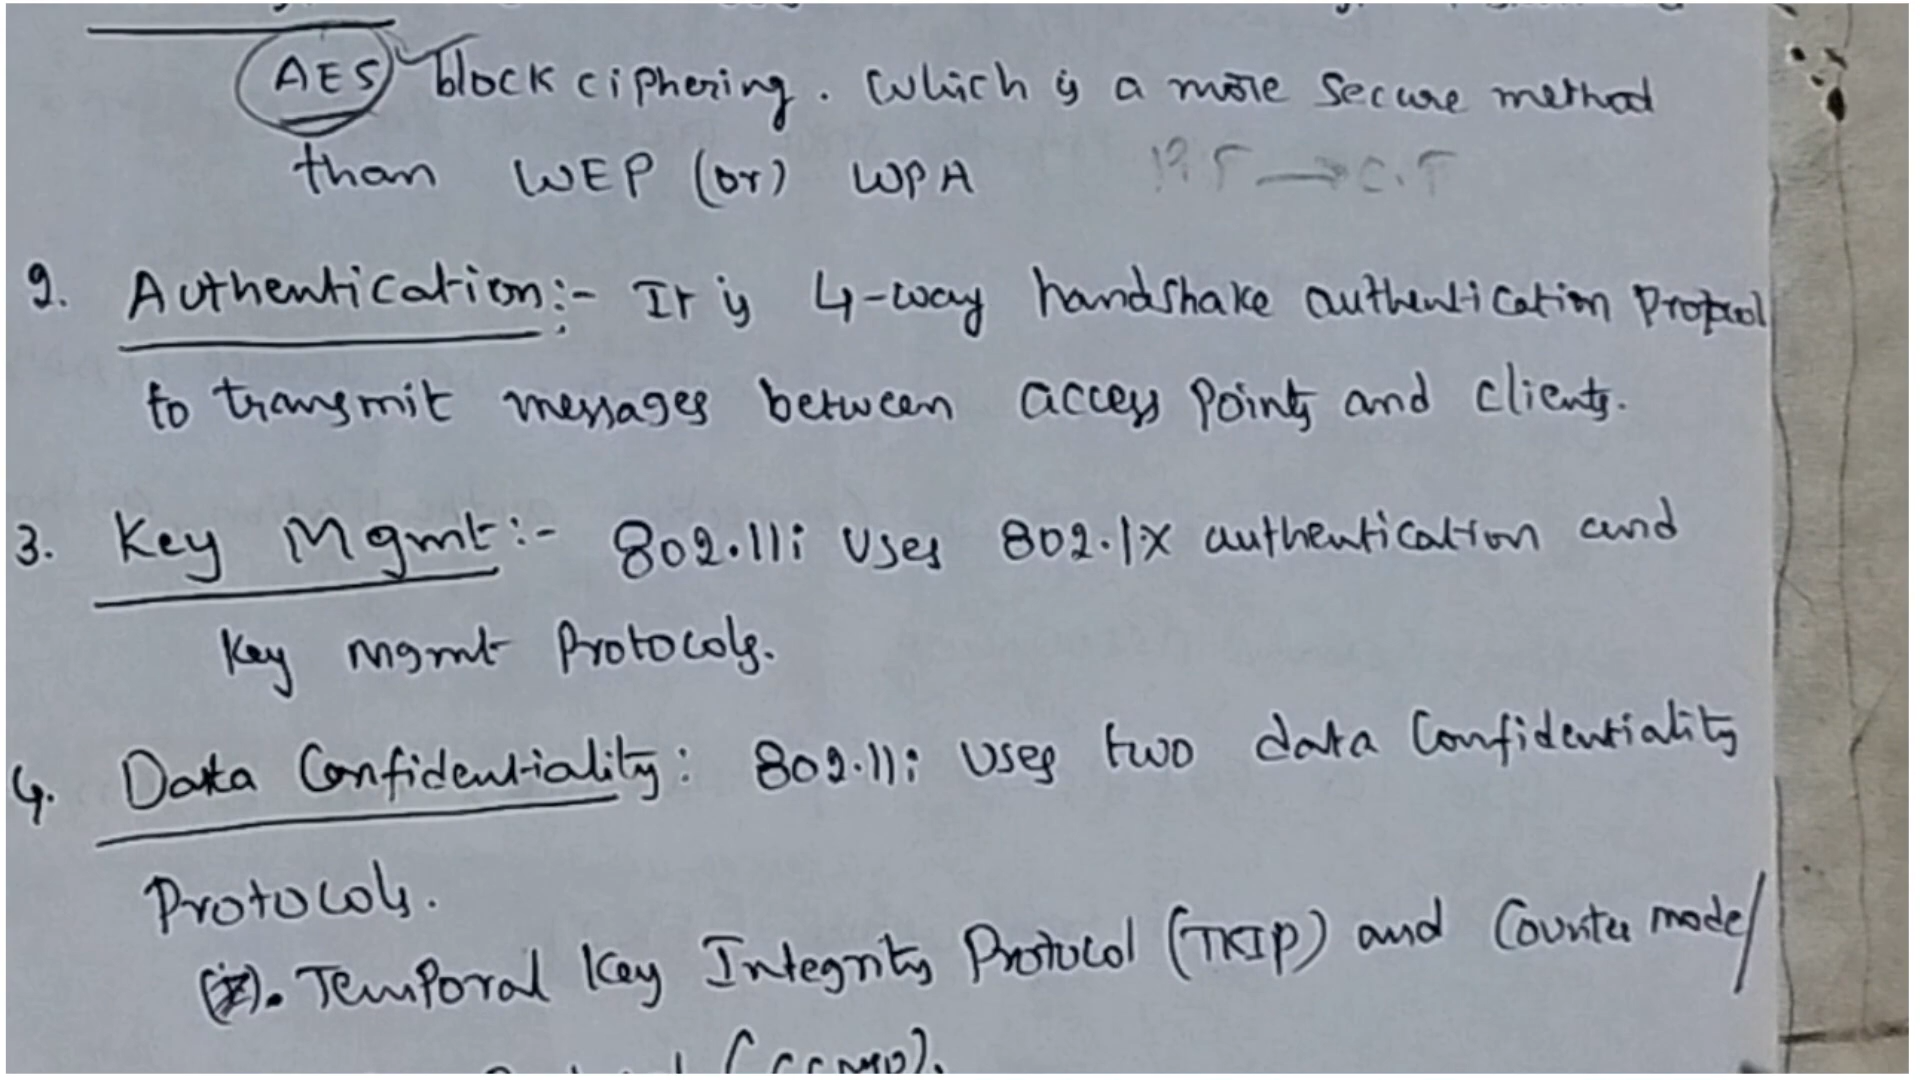 AES block ciphering. Which is a more secure method
than WEP (or) WPA P.T → C.T
2. Authentication:- It is 4-way handshake authentication Protocol
to transmit messages between access Points and clients.
3. Key Mgmt:- 802.11i Uses 802.1X authentication and
Key mgmt Protocols.
4. Data Confidentiality: 802.11i Uses two data Confidentiality
Protocols.
(i). Temporal Key Integrity Protocol (TKIP) and Counter mode/
(CCMP).